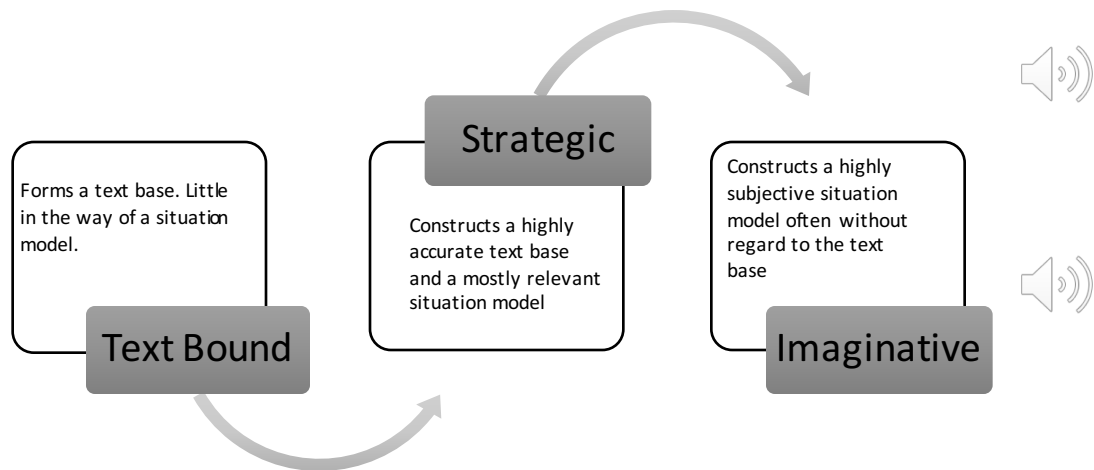 Forms a text base. Little
in the way of a situation
model.
Text Bound
Strategic
Constructs a highly
accurate text base
and a mostly relevant
situation model
Constructs a highly
subjective situation
model often without
regard to the text
base
Imaginative